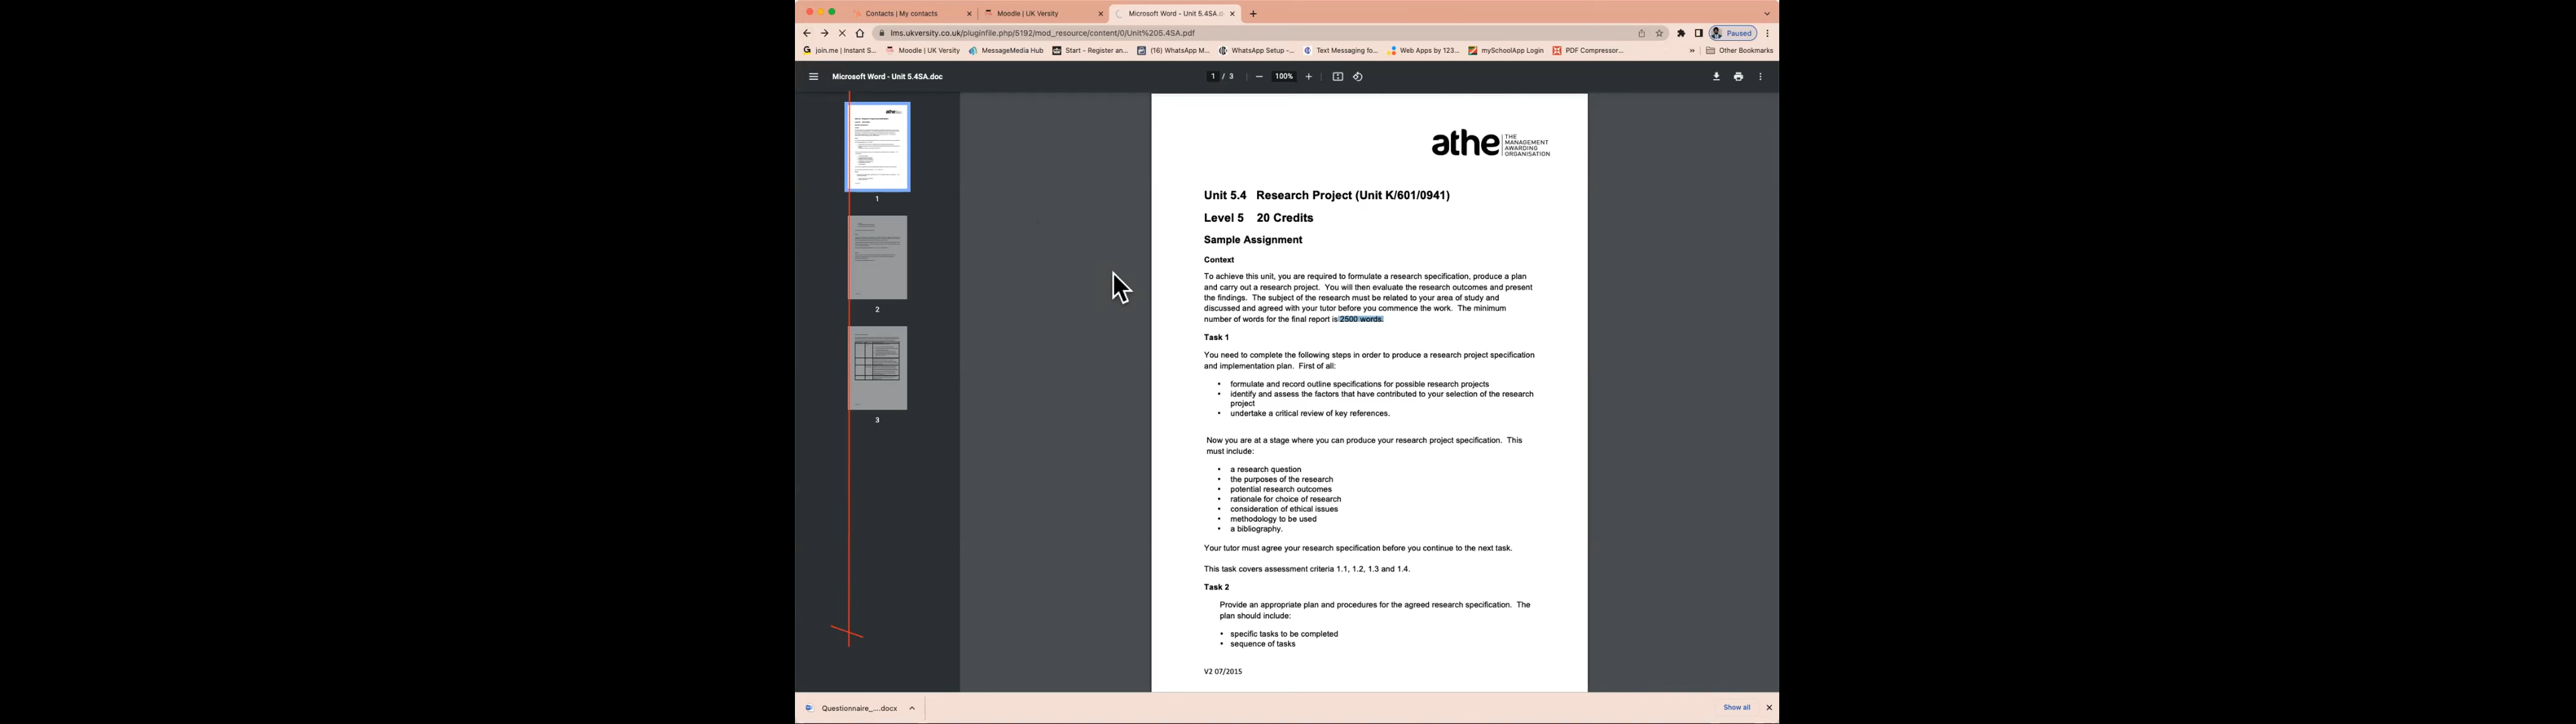 Contacts | My contacts
Moodle | UK Versity
Microsoft Word - Unit 5.4SA.d
lms.ukversity.co.uk/pluginfile.php/5192/mod_resource/content/0/Unit%205.4SA.pdf
Paused
join.me | Instant S...
Moodle | UK Versity
MessageMedia Hub
Start - Register an...
(16) WhatsApp M...
WhatsApp Setup -...
Text Messaging fo...
Web Apps by 123...
mySchoolApp Login
PDF Compressor...
»
Other Bookmarks
Microsoft Word - Unit 5.4SA.doc
1 / 3
100%
1
2
3
athe
THE
MANAGEMENT
AWARDING
ORGANISATION
Unit 5.4 Research Project (Unit K/601/0941)
Level 5 20 Credits
Sample Assignment
Context
To achieve this unit, you are required to formulate a research specification, produce a plan
and carry out a research project. You will then evaluate the research outcomes and present
the findings. The subject of the research must be related to your area of study and
discussed and agreed with your tutor before you commence the work. The minimum
number of words for the final report is 2500 words.
Task 1
You need to complete the following steps in order to produce a research project specification
and implementation plan. First of all:
• formulate and record outline specifications for possible research projects
• identify and assess the factors that have contributed to your selection of the research
project
• undertake a critical review of key references.
Now you are at a stage where you can produce your research project specification. This
must include:
• a research question
• the purposes of the research
• potential research outcomes
• rationale for choice of research
• consideration of ethical issues
• methodology to be used
• a bibliography.
Your tutor must agree your research specification before you continue to the next task.
This task covers assessment criteria 1.1, 1.2, 1.3 and 1.4.
Task 2
Provide an appropriate plan and procedures for the agreed research specification. The
plan should include:
• specific tasks to be completed
• sequence of tasks
V2 07/2015
Questionnaire_....docx
Show all